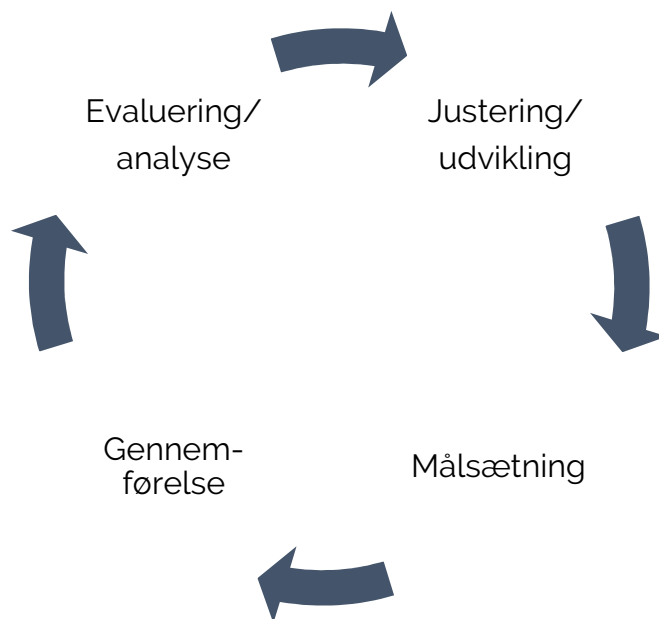 Evaluering/
analyse
Justering/
udvikling
Gennem-
førelse
Målsætning